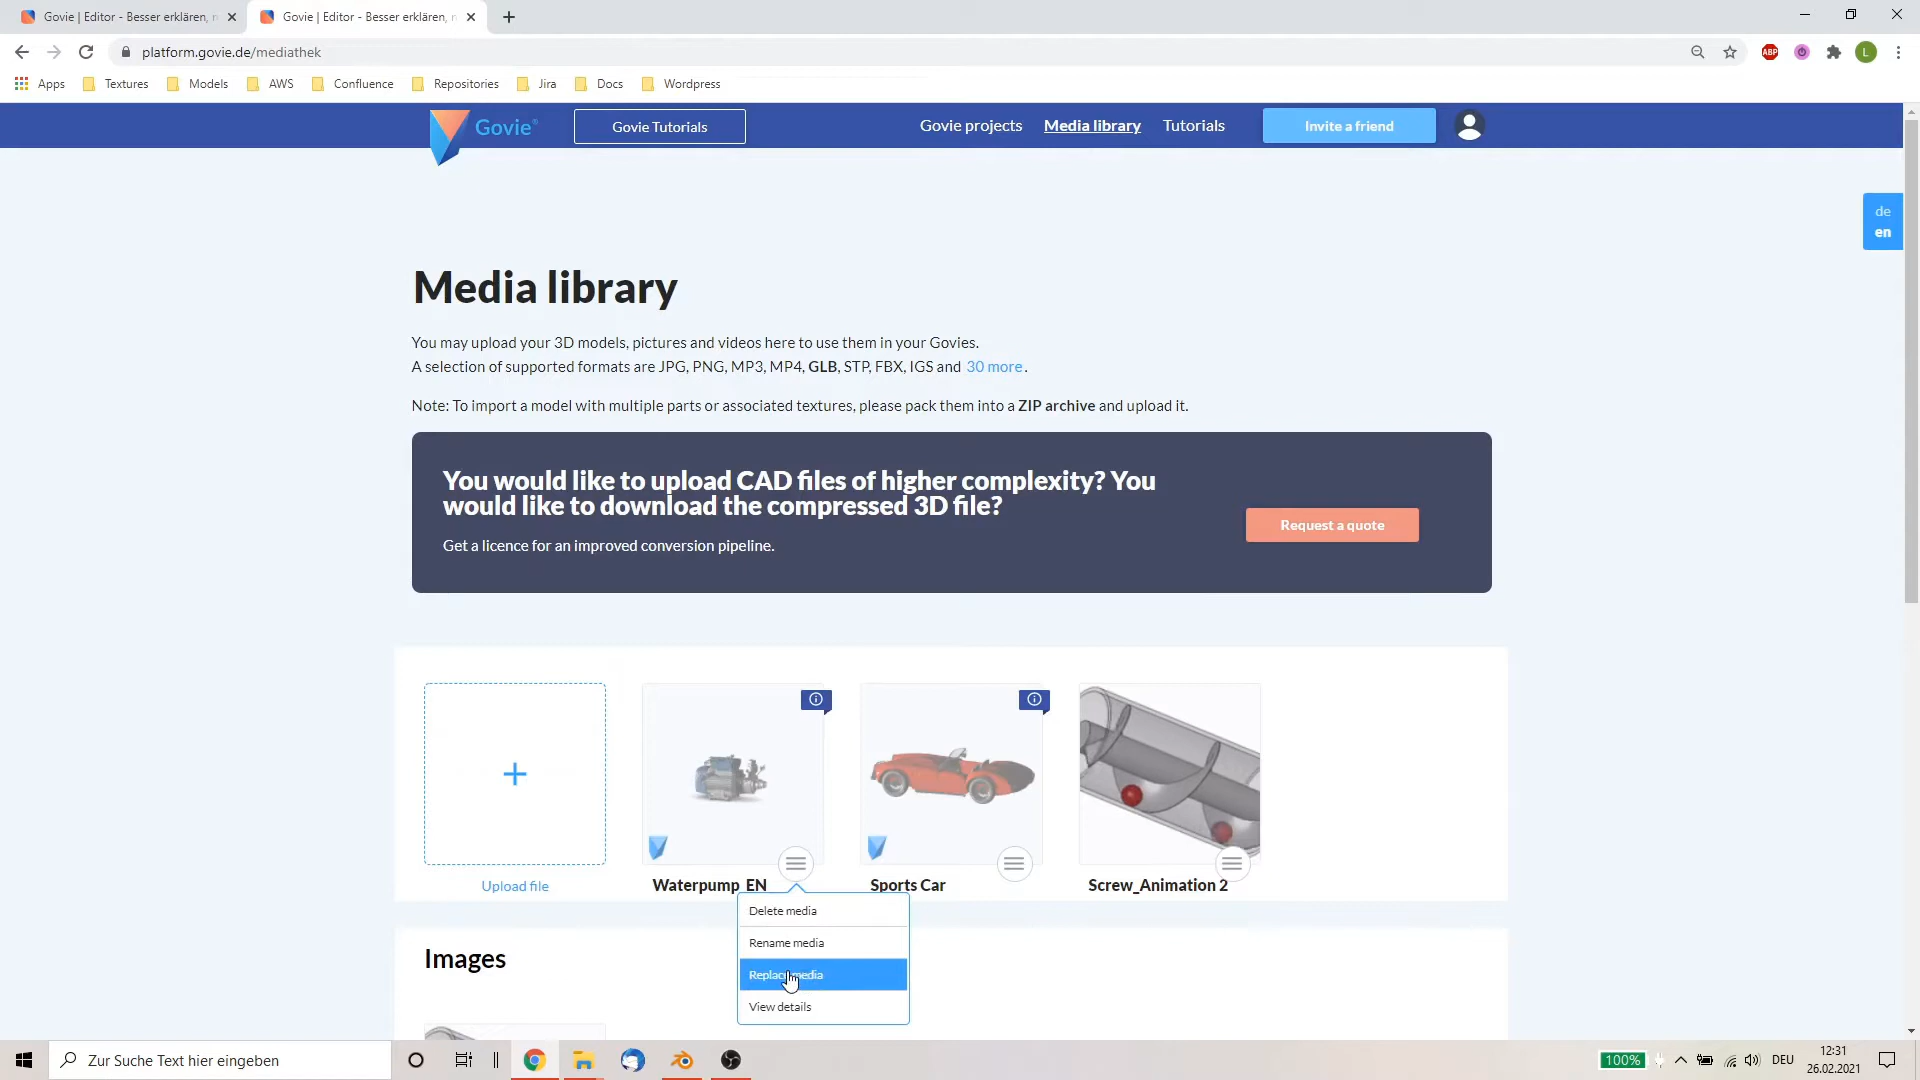 Govie | Editor - Besser erklären, n
Govie | Editor - Besser erklären, n
platform.govie.de/mediathek
ABP
L
Apps
Textures
Models
AWS
Confluence
Repositories
Jira
Docs
Wordpress
Govie®
Govie Tutorials
Govie projects
Media library
Tutorials
Invite a friend
de
en
Media library
You may upload your 3D models, pictures and videos here to use them in your Govies.
A selection of supported formats are JPG, PNG, MP3, MP4, GLB, STP, FBX, IGS and 30 more.
Note: To import a model with multiple parts or associated textures, please pack them into a ZIP archive and upload it.
You would like to upload CAD files of higher complexity? You
would like to download the compressed 3D file?
Get a licence for an improved conversion pipeline.
Request a quote
Upload file
Waterpump_EN
Sports Car
Screw_Animation 2
Delete media
Rename media
Replace media
View details
Images
Zur Suche Text hier eingeben
100%
DEU
12:31
26.02.2021